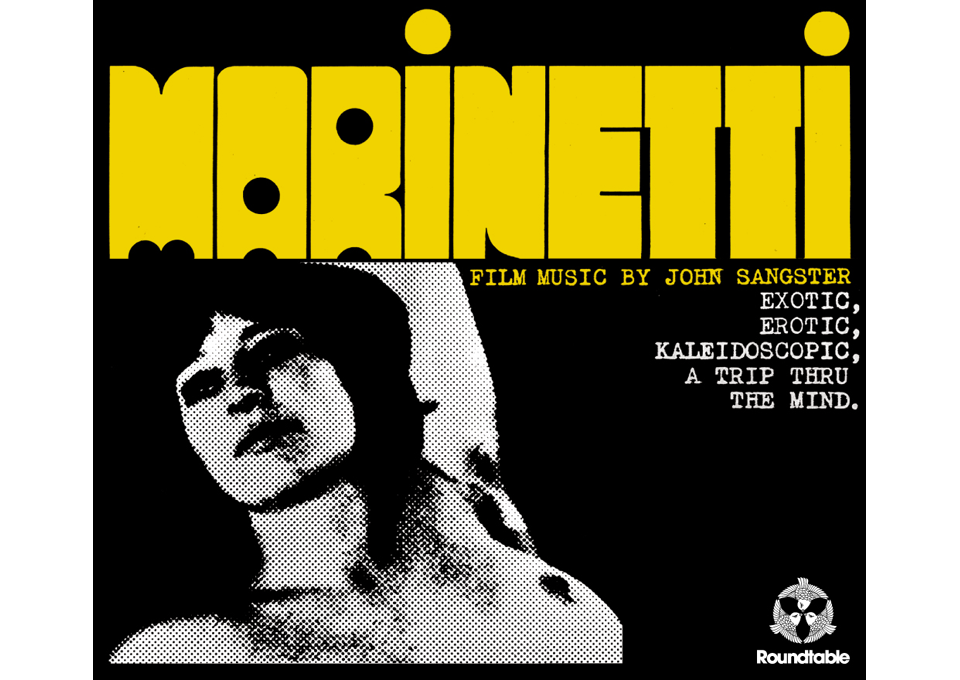 MARINETTI
FILM MUSIC BY JOHN SANGSTER
EXOTIC,
EROTIC,
KALEIDOSCOPIC,
A TRIP THRU
THE MIND.
Roundtable